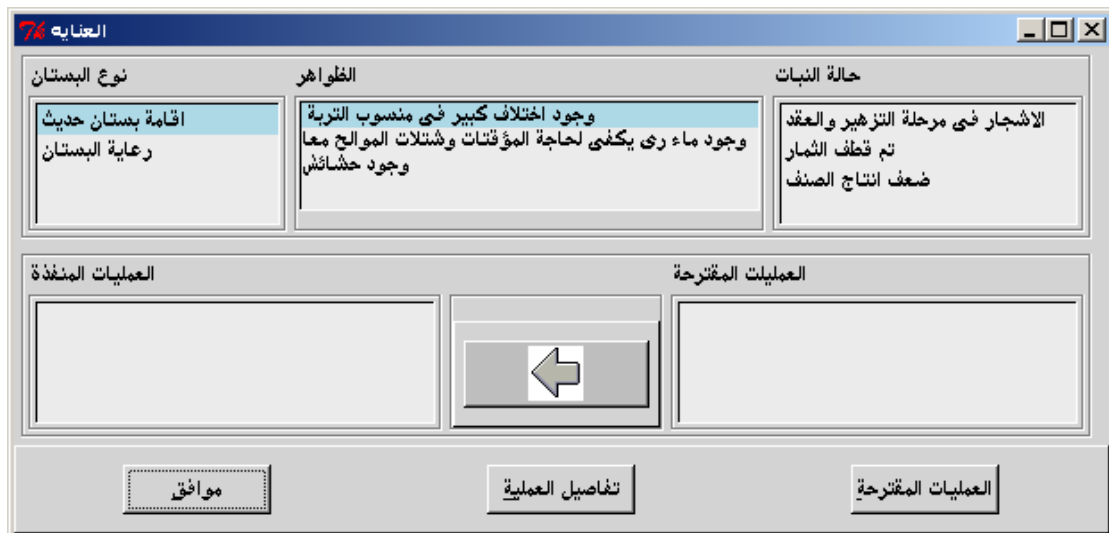 العنايه
حالة النبات
الاشجار فى مرحلة التزهير والعقد
تم قطف الثمار
ضعف انتاج الصنف
الظواهر
وجود اختلاف كبير فى منسوب التربة
وجود ماء رى يكفى لحاجة المؤقتات وشتلات الموالح معا
وجود حشائش
نوع البستان
اقامة بستان حديث
رعاية البستان
العمليلت المقترحة
العمليات المنفذة
العمليات المقترحة
تفاصيل العملية
موافق